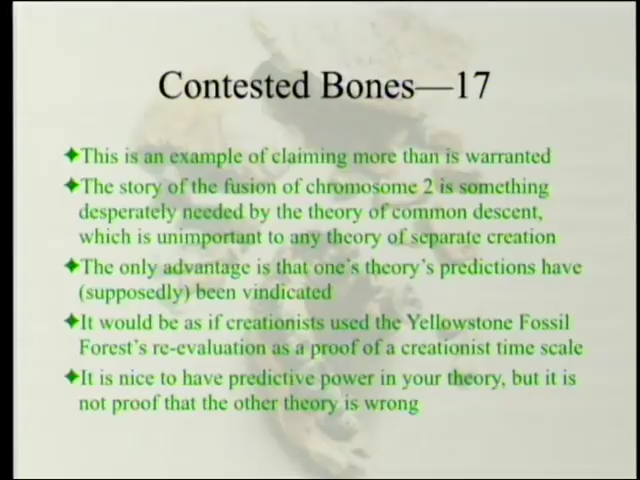 Contested Bones—17
✦This is an example of claiming more than is warranted
✦The story of the fusion of chromosome 2 is something
desperately needed by the theory of common descent,
which is unimportant to any theory of separate creation
✦The only advantage is that one's theory's predictions have
(supposedly) been vindicated
✦It would be as if creationists used the Yellowstone Fossil
Forest's re-evaluation as a proof of a creationist time scale
✦It is nice to have predictive power in your theory, but it is
not proof that the other theory is wrong